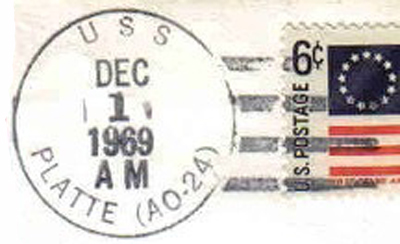 USS
DEC
1
1969
AM
PLATTE (AO-24)
6¢
U.S. POSTAGE